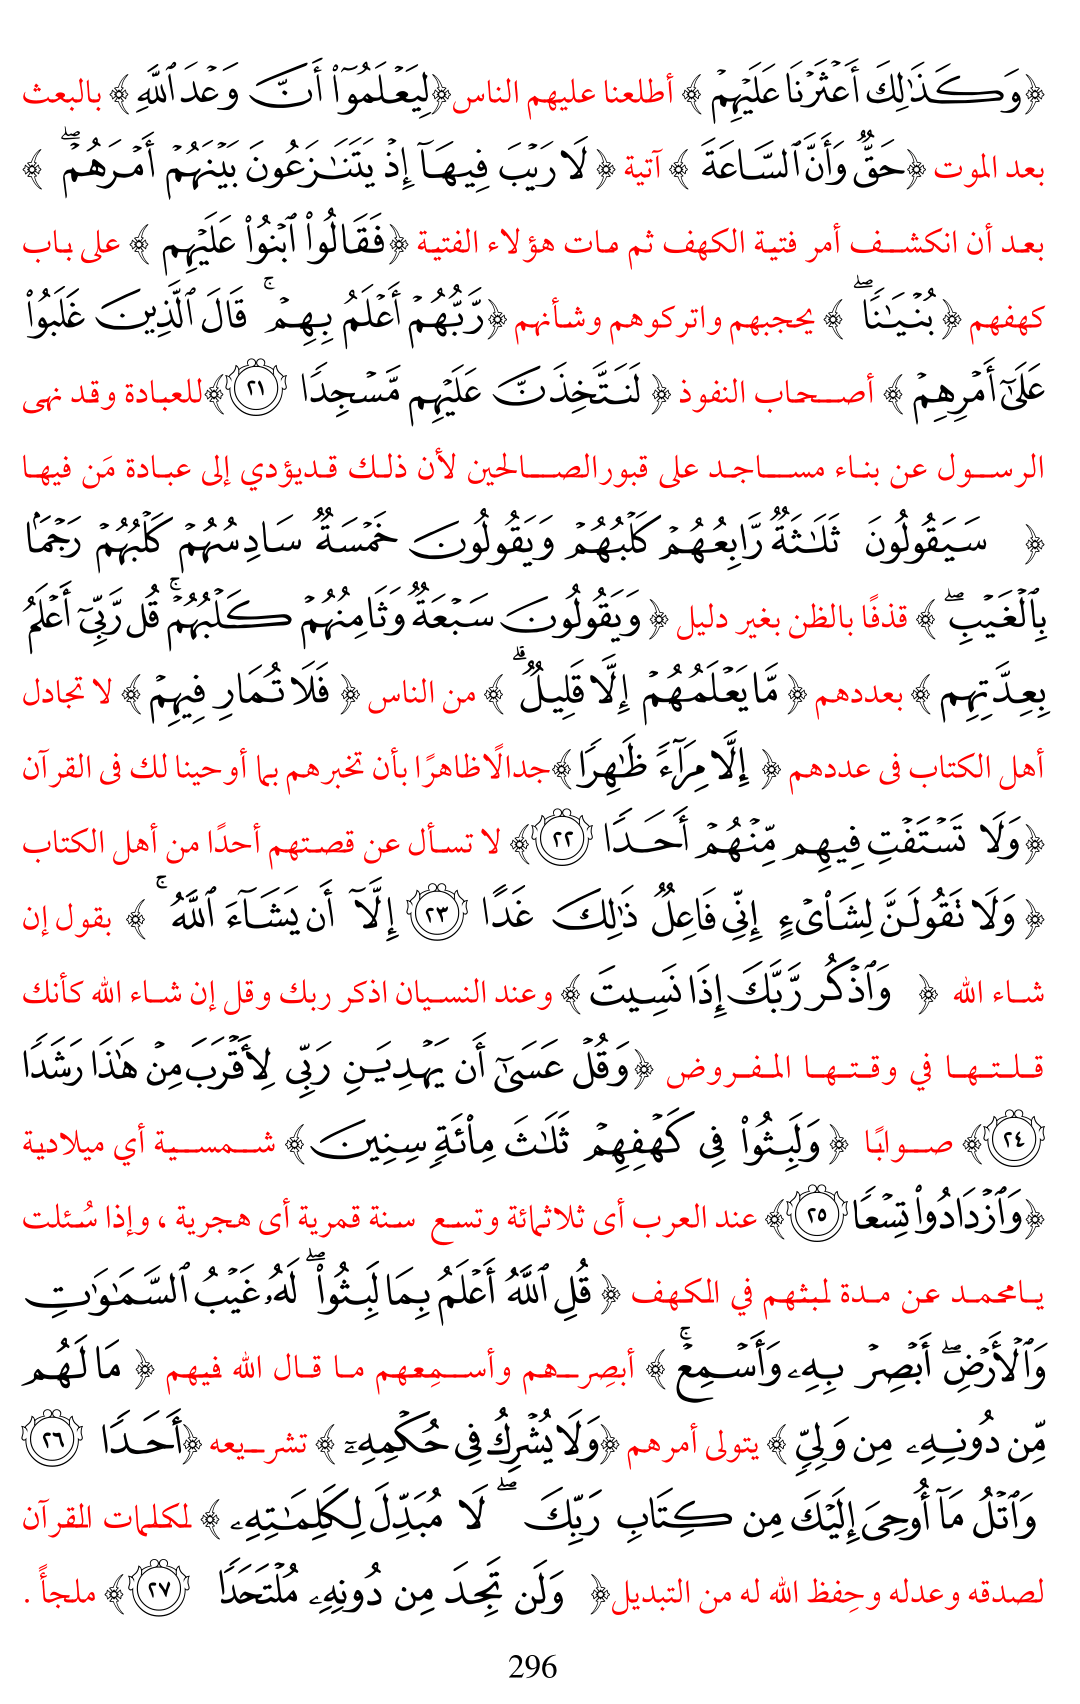 ﴿وَكَذَٰلِكَ أَعْثَرْنَا عَلَيْهِمْ ﴾ أطلعنا عليهم الناس﴿لِيَعْلَمُوٓا۟ أَنَّ وَعْدَ ٱللَّهِ ﴾ بالبعث
بعد الموت ﴿حَقٌّ وَأَنَّ ٱلسَّاعَةَ ﴾ آتية ﴿ لَا رَيْبَ فِيهَآ إِذْ يَتَنَٰزَعُونَ بَيْنَهُمْ أَمْرَهُمْ ۖ ﴾
بعد أن انكشف أمر فتية الكهف ثم مات هؤلاء الفتية ﴿فَقَالُوا۟ ٱبْنُوا۟ عَلَيْهِم ﴾ على باب
كهفهم ﴿ بُنْيَٰنًا ۖ ﴾ يحجبهم واتركوهم وشأنهم ﴿رَّبُّهُمْ أَعْلَمُ بِهِمْ ۚ قَالَ ٱلَّذِينَ غَلَبُوا۟
عَلَىٰٓ أَمْرِهِمْ ﴾ أصحاب النفوذ ﴿ لَنَتَّخِذَنَّ عَلَيْهِم مَّسْجِدًا ٢١﴾للعبادة وقد نهى
الرسول عن بناء مساجد على قبورالصالحين لأن ذلك قديؤدي إلى عبادة مَن فيها
﴿ سَيَقُولُونَ ثَلَٰثَةٌ رَّابِعُهُمْ كَلْبُهُمْ وَيَقُولُونَ خَمْسَةٌ سَادِسُهُمْ كَلْبُهُمْ رَجْمًۢا
بِٱلْغَيْبِ ۖ ﴾ قذفًا بالظن بغير دليل ﴿ وَيَقُولُونَ سَبْعَةٌ وَثَامِنُهُمْ كَلْبُهُمْ ۚ قُل رَّبِّىٓ أَعْلَمُ
بِعِدَّتِهِم ﴾ بعددهم ﴿ مَّا يَعْلَمُهُمْ إِلَّا قَلِيلٌ ۗ ﴾ من الناس ﴿ فَلَا تُمَارِ فِيهِمْ ﴾ لا تجادل
أهل الكتاب فى عددهم ﴿ إِلَّا مِرَآءً ظَٰهِرًا ﴾جدالًاظاهرًا بأن تخبرهم بما أوحينا لك فى القرآن
﴿وَلَا تَسْتَفْتِ فِيهِم مِّنْهُمْ أَحَدًا ٢٢﴾ لا تسأل عن قصتهم أحدًا من أهل الكتاب
﴿ وَلَا تَقُولَنَّ لِشَا۟ىْءٍ إِنِّى فَاعِلٌ ذَٰلِكَ غَدًا ٢٣ إِلَّآ أَن يَشَآءَ ٱللَّهُ ۚ ﴾ بقول إن
شاء الله ﴿ وَٱذْكُر رَّبَّكَ إِذَا نَسِيتَ ﴾ وعند النسيان اذكر ربك وقل إن شاء الله كأنك
قلتها في وقتها المفروض ﴿وَقُلْ عَسَىٰٓ أَن يَهْدِيَنِ رَبِّى لِأَقْرَبَ مِنْ هَٰذَا رَشَدًا
٢٤﴾ صوابًا ﴿ وَلَبِثُوا۟ فِى كَهْفِهِمْ ثَلَٰثَ مِا۟ئَةٍ سِنِينَ ﴾ شمسية أي ميلادية
﴿وَٱزْدَادُوا۟ تِسْعًا ٢٥﴾ عند العرب أى ثلاثمائة وتسع سنة قمرية أى هجرية ، وإذا سُئلت
يامحمد عن مدة لبثهم في الكهف ﴿ قُلِ ٱللَّهُ أَعْلَمُ بِمَا لَبِثُوا۟ ۖ لَهُۥ غَيْبُ ٱلسَّمَٰوَٰتِ
وَٱلْأَرْضِ ۖ أَبْصِرْ بِهِۦ وَأَسْمِعْ ۚ ﴾ أبصِرهم وأسمِعهم ما قال الله فيهم ﴿ مَا لَهُم
مِّن دُونِهِۦ مِن وَلِىٍّ ﴾ يتولى أمرهم ﴿وَلَا يُشْرِكُ فِى حُكْمِهِۦٓ ﴾ تشريعه ﴿أَحَدًا ٢٦
وَٱتْلُ مَآ أُوحِىَ إِلَيْكَ مِن كِتَابِ رَبِّكَ ۖ لَا مُبَدِّلَ لِكَلِمَٰتِهِۦ ﴾ لكلمات القرآن
لصدقه وعدله وحِفظ الله له من التبديل﴿ وَلَن تَجِدَ مِن دُونِهِۦ مُلْتَحَدًا ٢٧﴾ ملجأً .
296